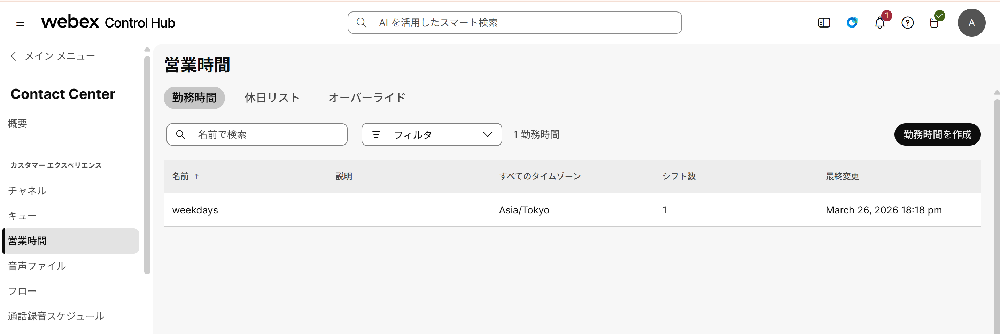 webex Control Hub
AI を活用したスマート検索
1
A
メイン メニュー
Contact Center
概要
カスタマー エクスペリエンス
チャネル
キュー
営業時間
音声ファイル
フロー
通話録音スケジュール
営業時間
勤務時間 休日リスト オーバーライド
名前で検索 フィルタ 1 勤務時間 勤務時間を作成
名前 ↑ 説明 すべてのタイムゾーン シフト数 最終変更
weekdays Asia/Tokyo 1 March 26, 2026 18:18 pm